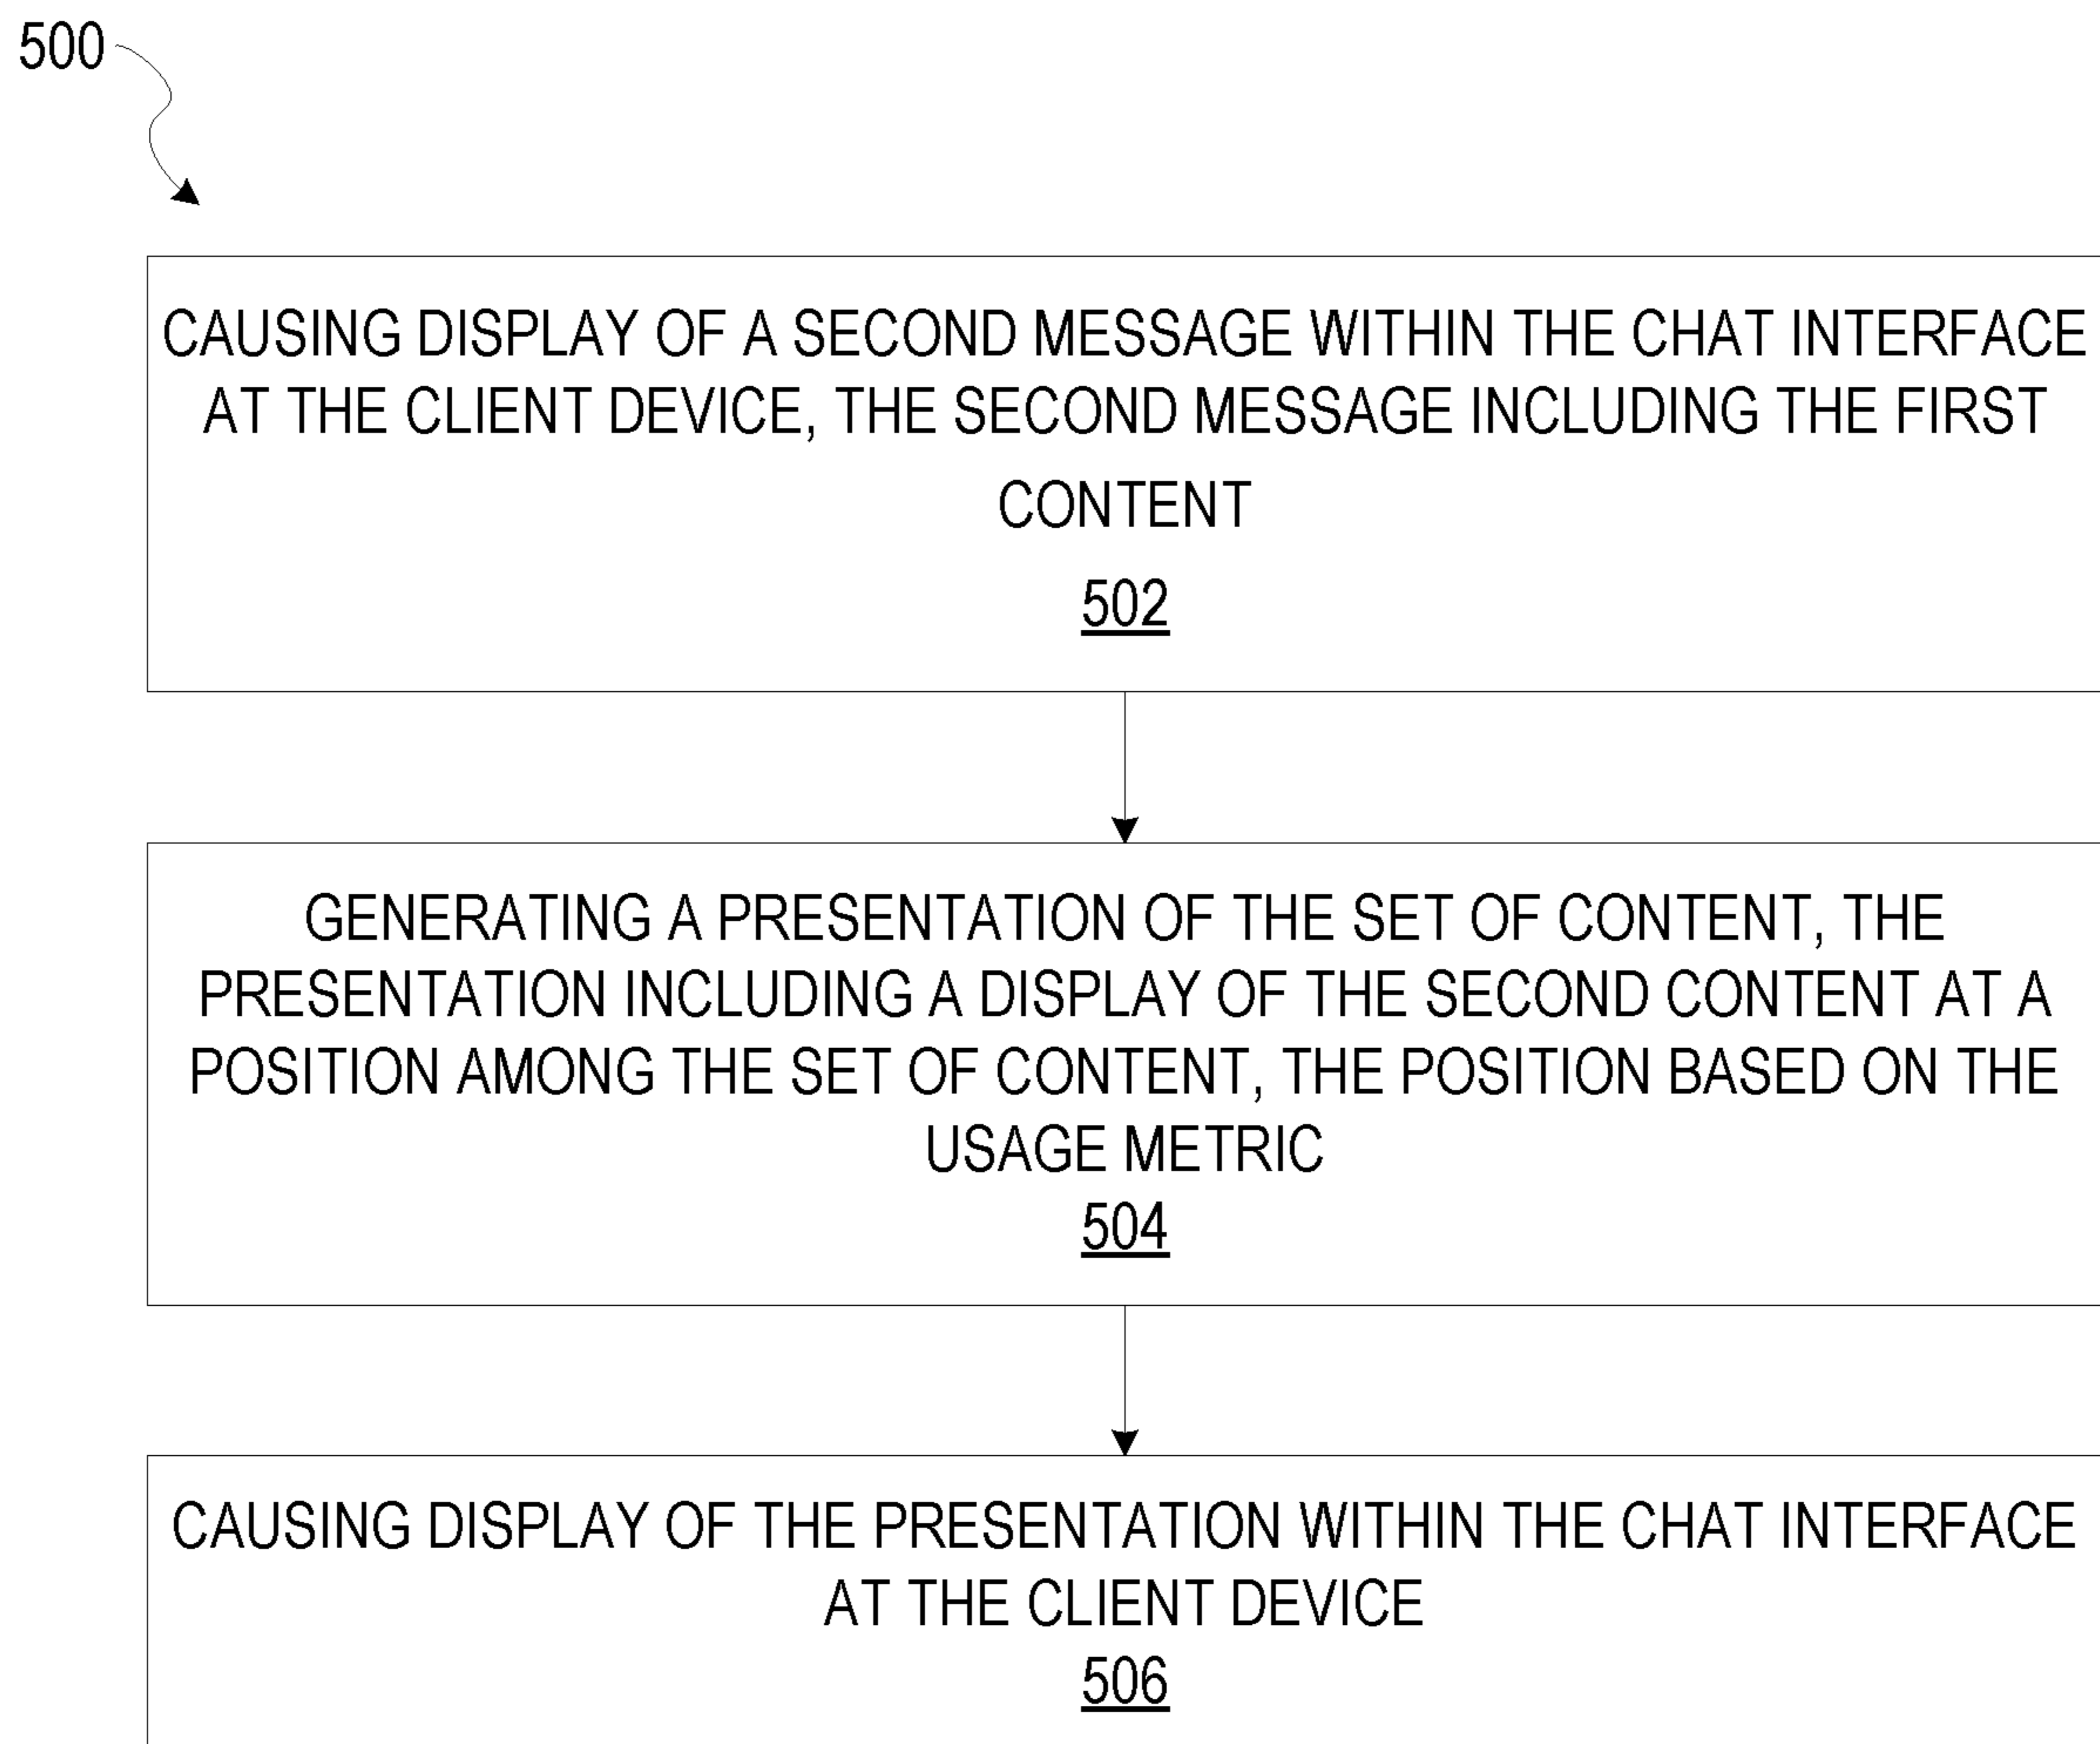 500
CAUSING DISPLAY OF A SECOND MESSAGE WITHIN THE CHAT INTERFACE
AT THE CLIENT DEVICE, THE SECOND MESSAGE INCLUDING THE FIRST
CONTENT
502
GENERATING A PRESENTATION OF THE SET OF CONTENT, THE
PRESENTATION INCLUDING A DISPLAY OF THE SECOND CONTENT AT A
POSITION AMONG THE SET OF CONTENT, THE POSITION BASED ON THE
USAGE METRIC
504
CAUSING DISPLAY OF THE PRESENTATION WITHIN THE CHAT INTERFACE
AT THE CLIENT DEVICE
506